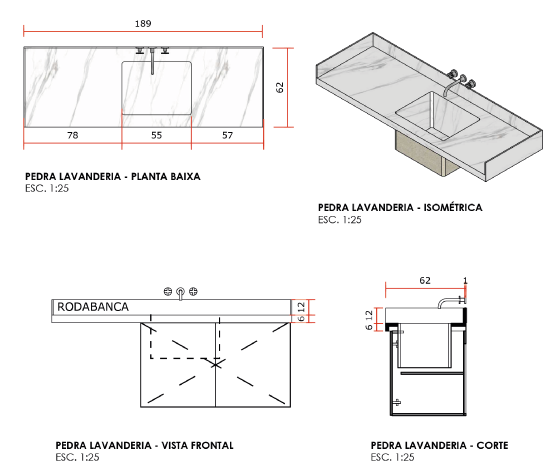 189
62
78
55
57
PEDRA LAVANDERIA - PLANTA BAIXA
ESC. 1:25
PEDRA LAVANDERIA - ISOMÉTRICA
ESC. 1:25
RODABANCA
6 12
62
1
6 12
PEDRA LAVANDERIA - VISTA FRONTAL
ESC. 1:25
PEDRA LAVANDERIA - CORTE
ESC. 1:25